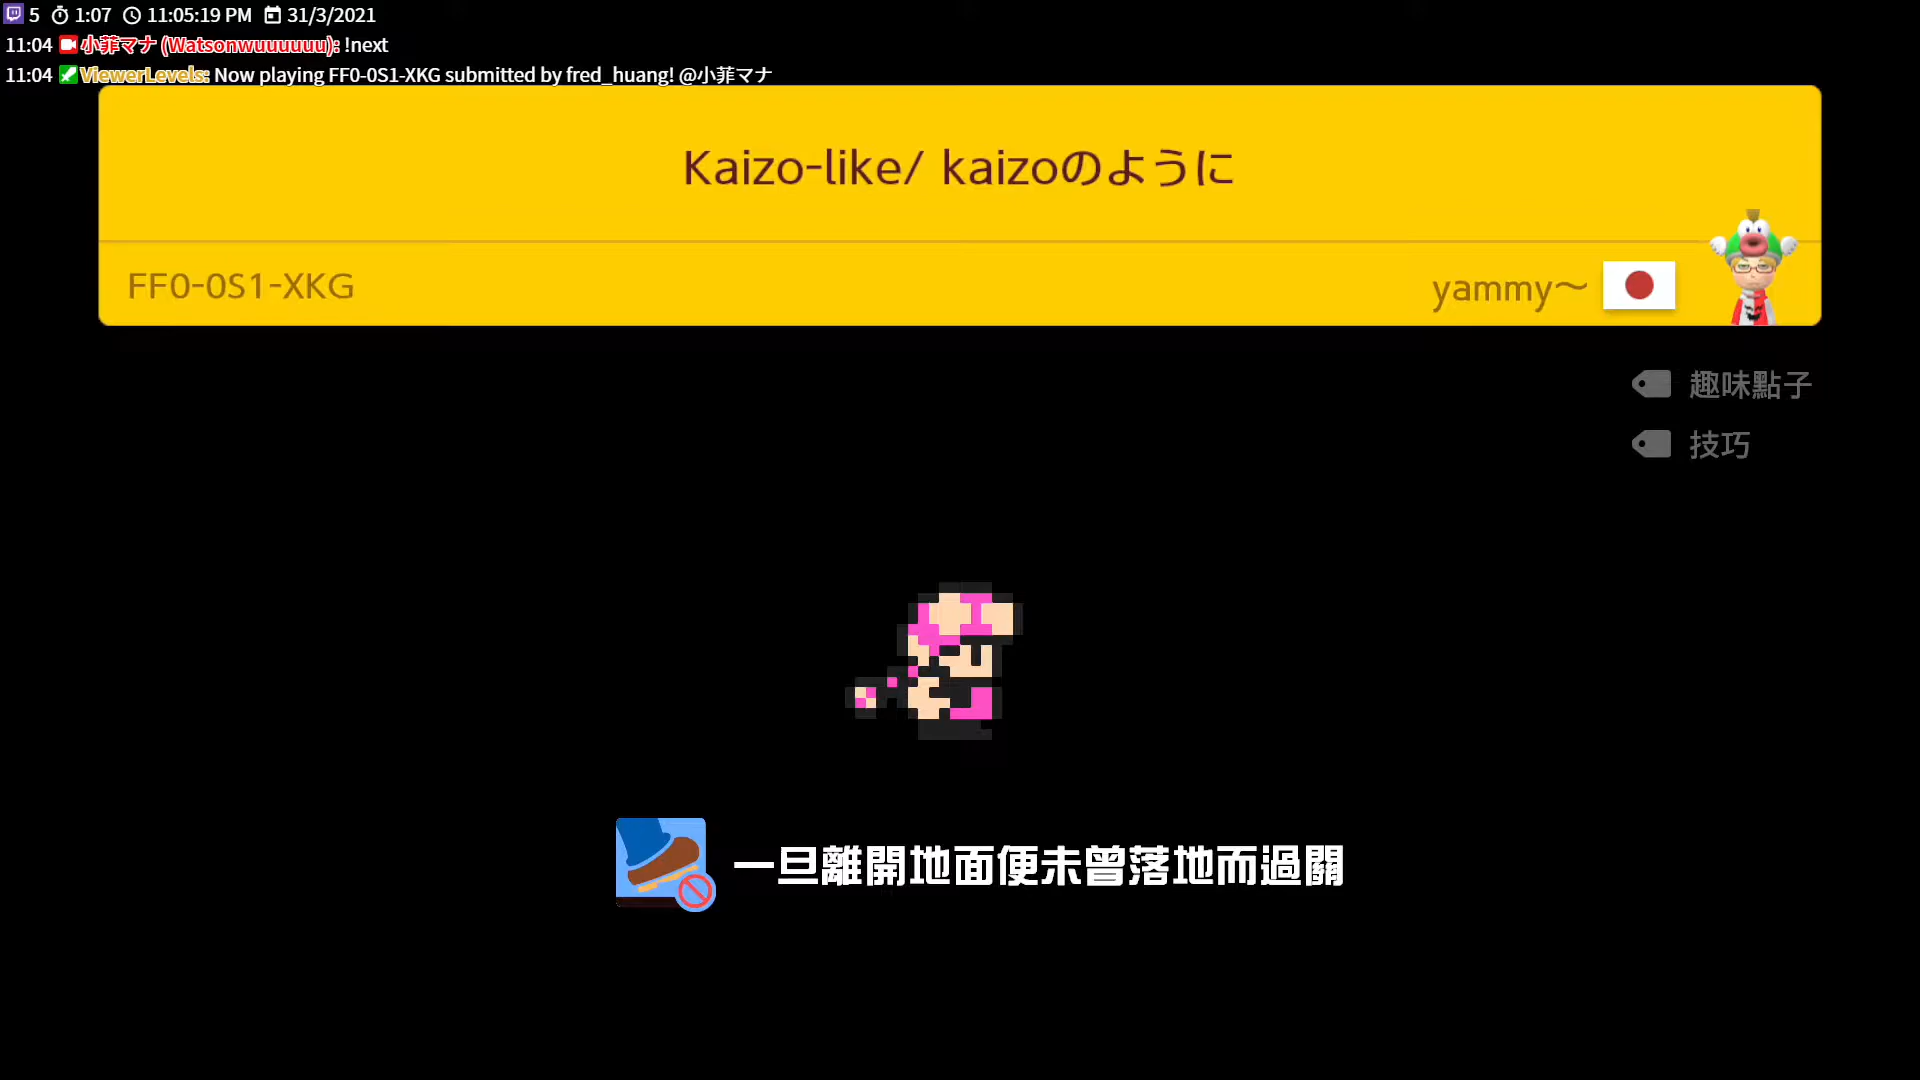 5 1:07 11:05:19 PM 31/3/2021
11:04 小菲マナ (Watsonwuuuuuu): !next
11:04 ViewerLevels: Now playing FF0-0S1-XKG submitted by fred_huang! @小菲マナ
Kaizo-like/ kaizoのように
FF0-0S1-XKG
yammy～
趣味點子
技巧
一旦離開地面便未曾落地而過關